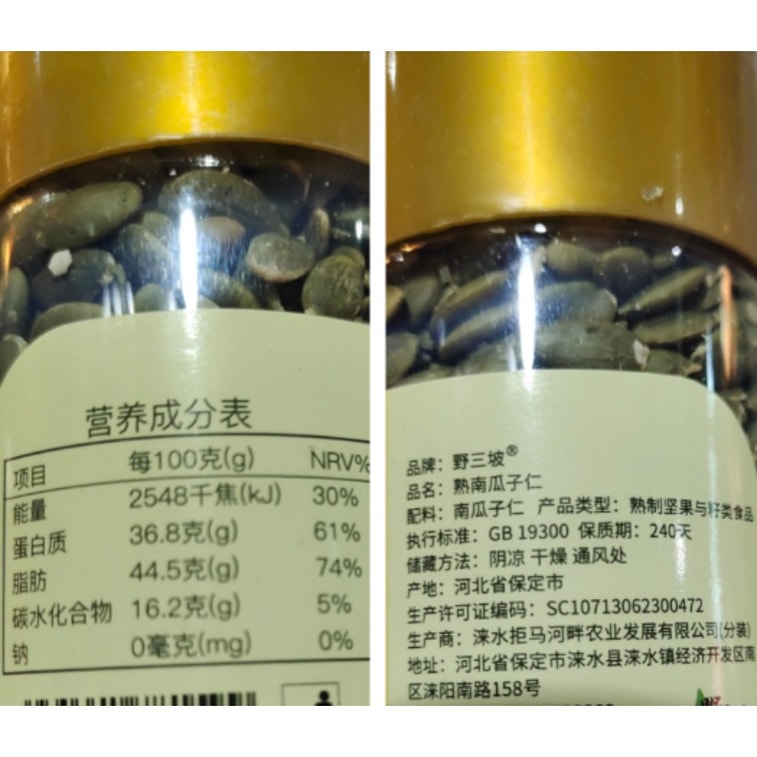 营养成分表
项目 每100克(g) NRV%
能量 2548千焦(kJ) 30%
蛋白质 36.8克(g) 61%
脂肪 44.5克(g) 74%
碳水化合物 16.2克(g) 5%
钠 0毫克(mg) 0%
品牌：野三坡®
品名：熟南瓜子仁
配料：南瓜子仁 产品类型：熟制坚果与籽类食品
执行标准：GB 19300 保质期：240天
储藏方法：阴凉 干燥 通风处
产地：河北省保定市
生产许可证编码：SC10713062300472
生产商：涞水拒马河畔农业发展有限公司(分装)
地址：河北省保定市涞水县涞水镇经济开发区南
区涞阳南路158号